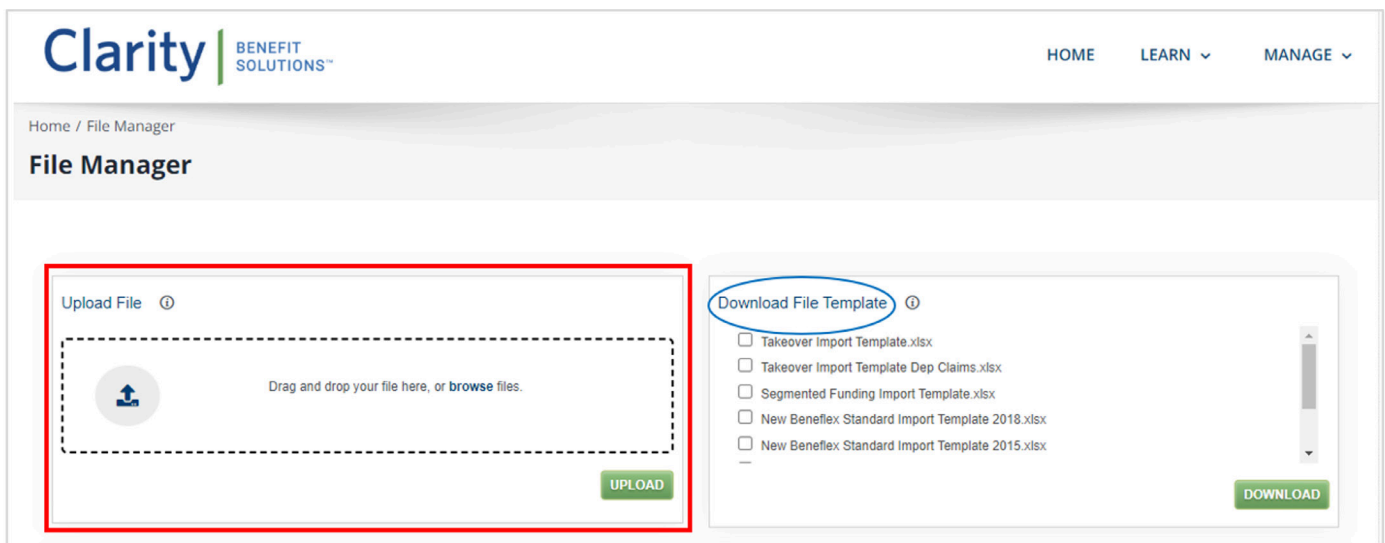 Clarity BENEFIT SOLUTIONS™
HOME LEARN MANAGE
Home / File Manager
File Manager
Upload File
Drag and drop your file here, or browse files.
UPLOAD
Download File Template
Takeover Import Template.xlsx
Takeover Import Template Dep Claims.xlsx
Segmented Funding Import Template.xlsx
New Beneflex Standard Import Template 2018.xlsx
New Beneflex Standard Import Template 2015.xlsx
DOWNLOAD